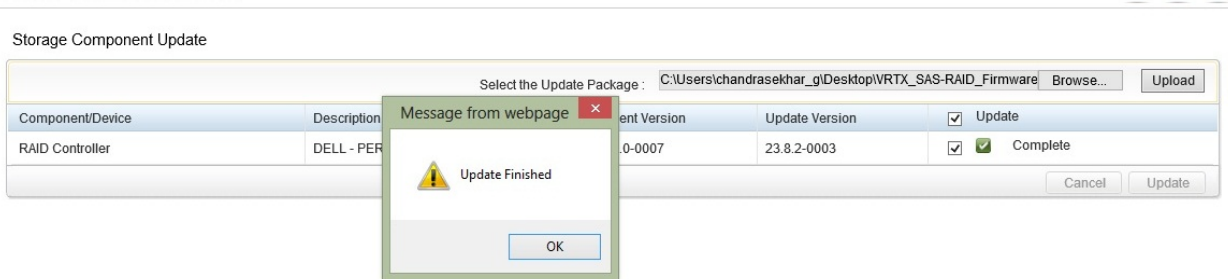 Storage Component Update
Select the Update Package : C:\Users\chandrasekhar_g\Desktop\VRTX_SAS-RAID_Firmware Browse... Upload
Message from webpage
Component/Device Description ent Version Update Version Update
RAID Controller DELL - PER .0-0007 23.8.2-0003 Complete
Update Finished
Cancel Update
OK